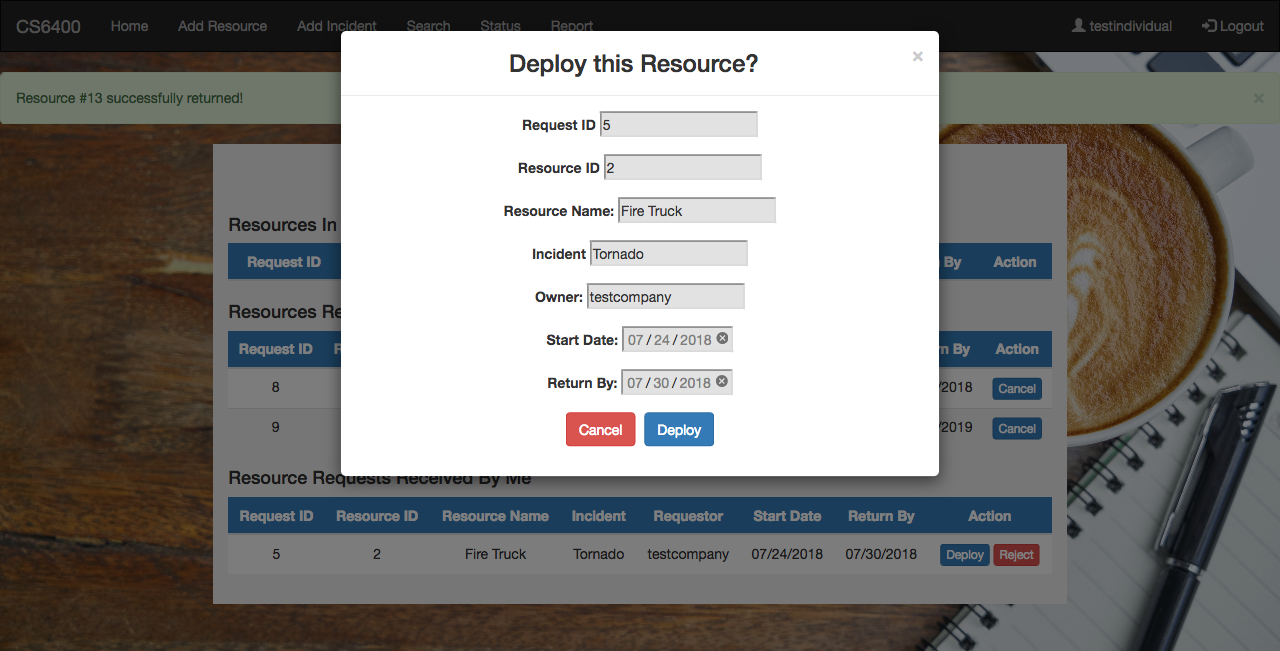 CS6400 Home Add Resource Add Incident Search Status Report testindividual Logout
Resource #13 successfully returned! ×
Deploy this Resource? ×
Request ID 5
Resource ID 2
Resource Name: Fire Truck
Incident Tornado
Owner: testcompany
Start Date: 07/24/2018
Return By: 07/30/2018
Cancel Deploy
Resources In
Request ID By Action
Resources Re
Request ID R n By Action
8 /2018 Cancel
9 /2019 Cancel
Resource Requests Received By Me
Request ID Resource ID Resource Name Incident Requestor Start Date Return By Action
5 2 Fire Truck Tornado testcompany 07/24/2018 07/30/2018 Deploy Reject